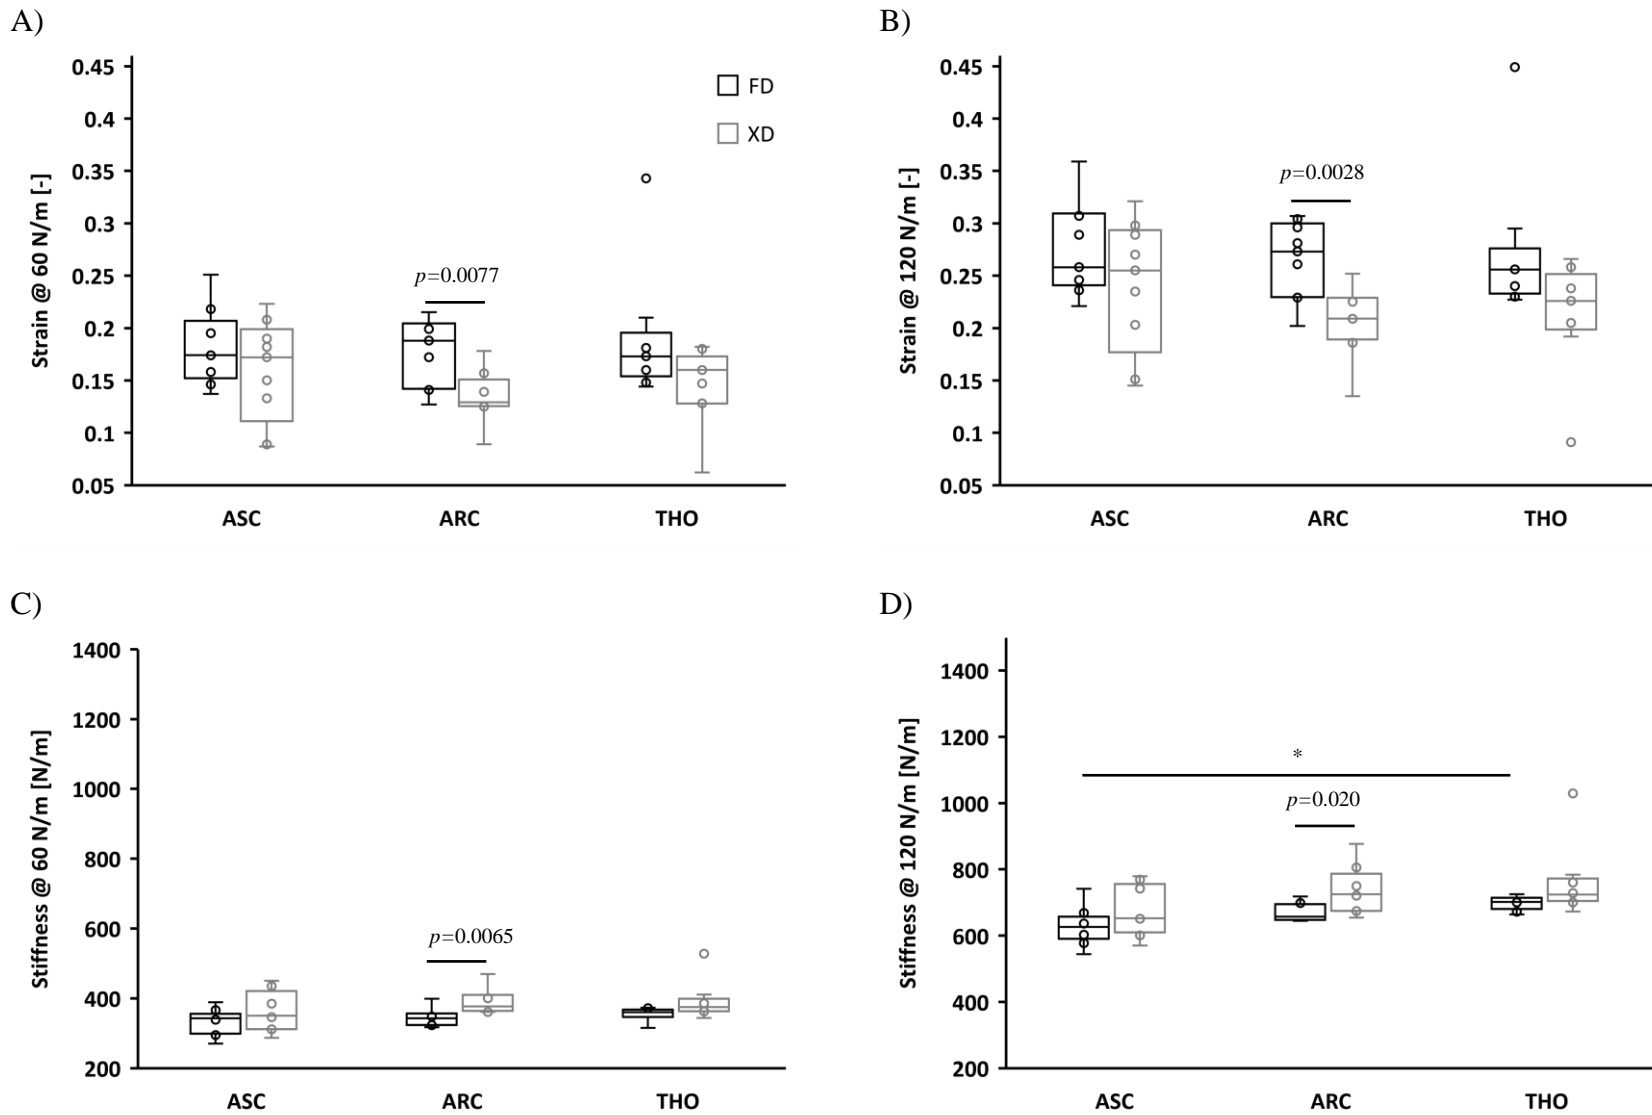 A)
B)
Strain @ 60 N/m [-]
0.45
0.4
0.35
0.3
0.25
0.2
0.15
0.1
0.05
FD
XD
p=0.0077
ASC
ARC
THO
Strain @ 120 N/m [-]
0.45
0.4
0.35
0.3
0.25
0.2
0.15
0.1
0.05
p=0.0028
ASC
ARC
THO
C)
D)
Stiffness @ 60 N/m [N/m]
1400
1200
1000
800
600
400
200
p=0.0065
ASC
ARC
THO
Stiffness @ 120 N/m [N/m]
1400
1200
1000
800
600
400
200
*
p=0.020
ASC
ARC
THO